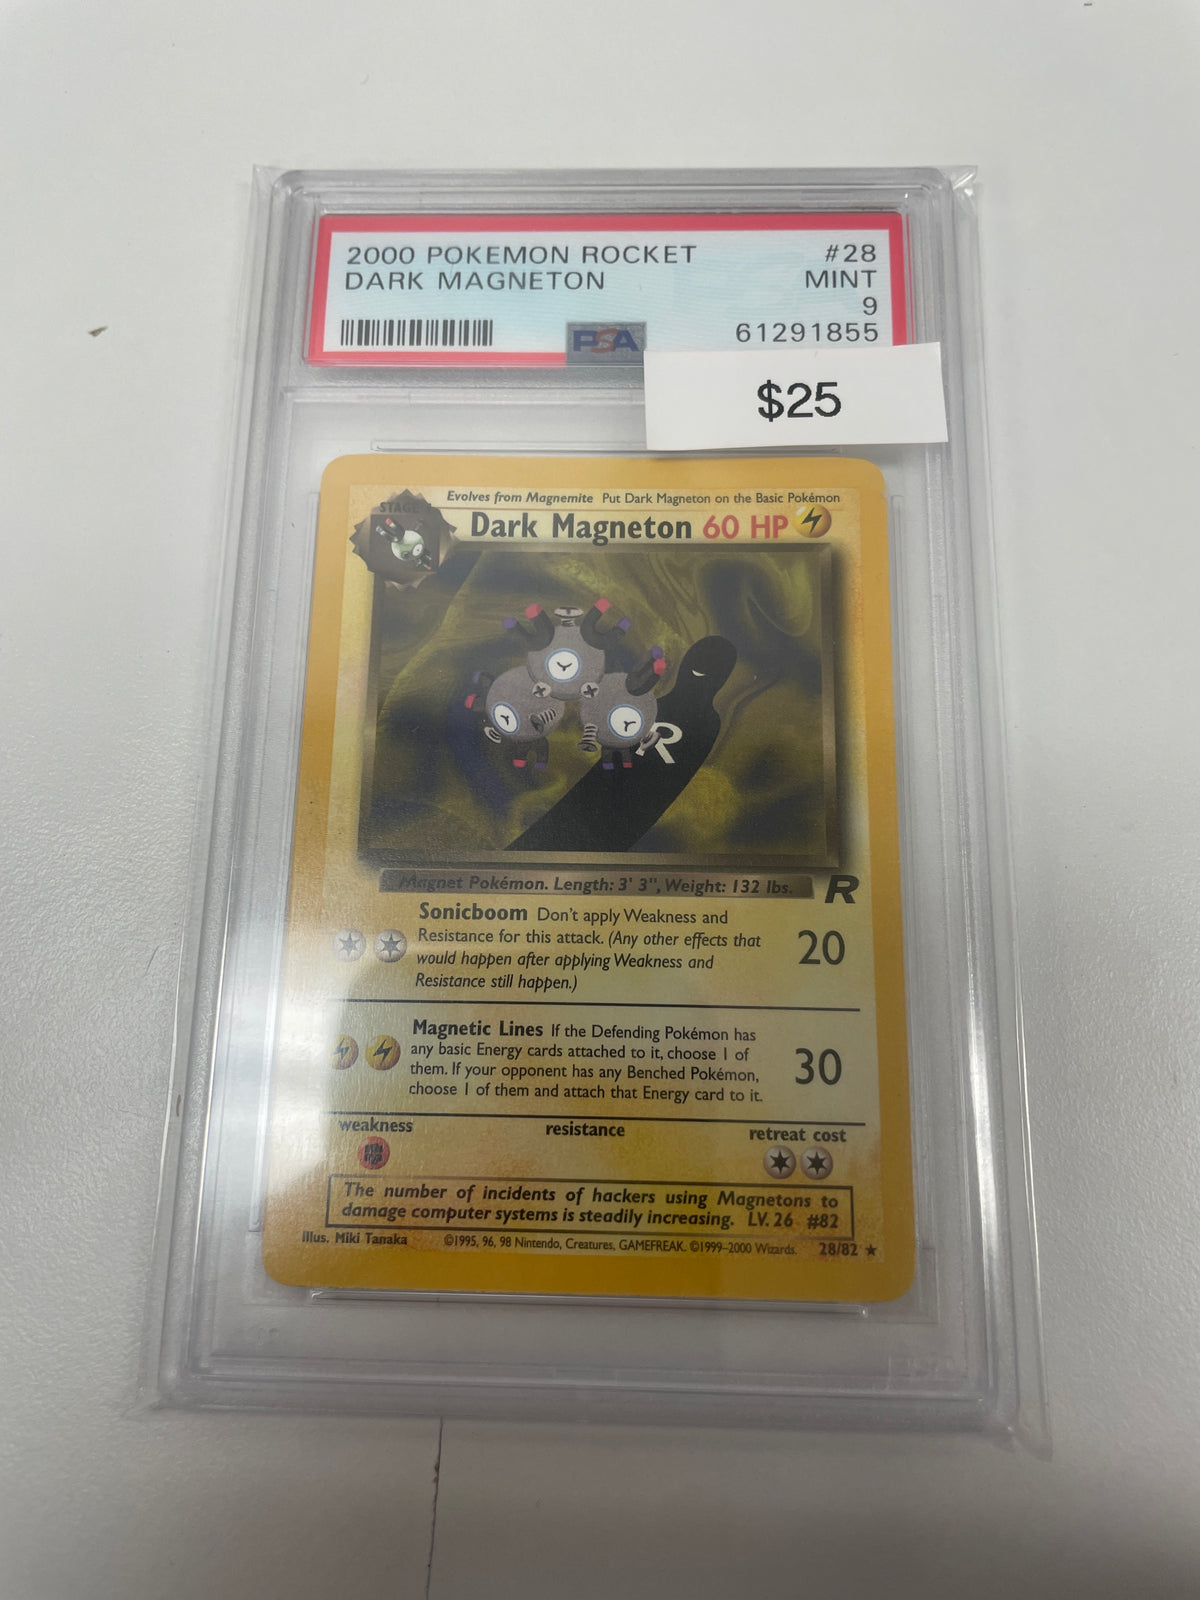 2000 POKEMON ROCKET #28
DARK MAGNETON MINT
9
PSA 61291855
$25
Evolves from Magnemite Put Dark Magneton on the Basic Pokémon
STAGE 1
Dark Magneton 60 HP
R
Magnet Pokémon. Length: 3' 3", Weight: 132 lbs. R
Sonicboom Don't apply Weakness and
Resistance for this attack. (Any other effects that
would happen after applying Weakness and
Resistance still happen.)
20
Magnetic Lines If the Defending Pokémon has
any basic Energy cards attached to it, choose 1 of
them. If your opponent has any Benched Pokémon,
choose 1 of them and attach that Energy card to it.
30
weakness resistance retreat cost
The number of incidents of hackers using Magnetons to
damage computer systems is steadily increasing. LV. 26 #82
Illus. Miki Tanaka ©1995, 96, 98 Nintendo, Creatures, GAMEFREAK. ©1999–2000 Wizards. 28/82 ★